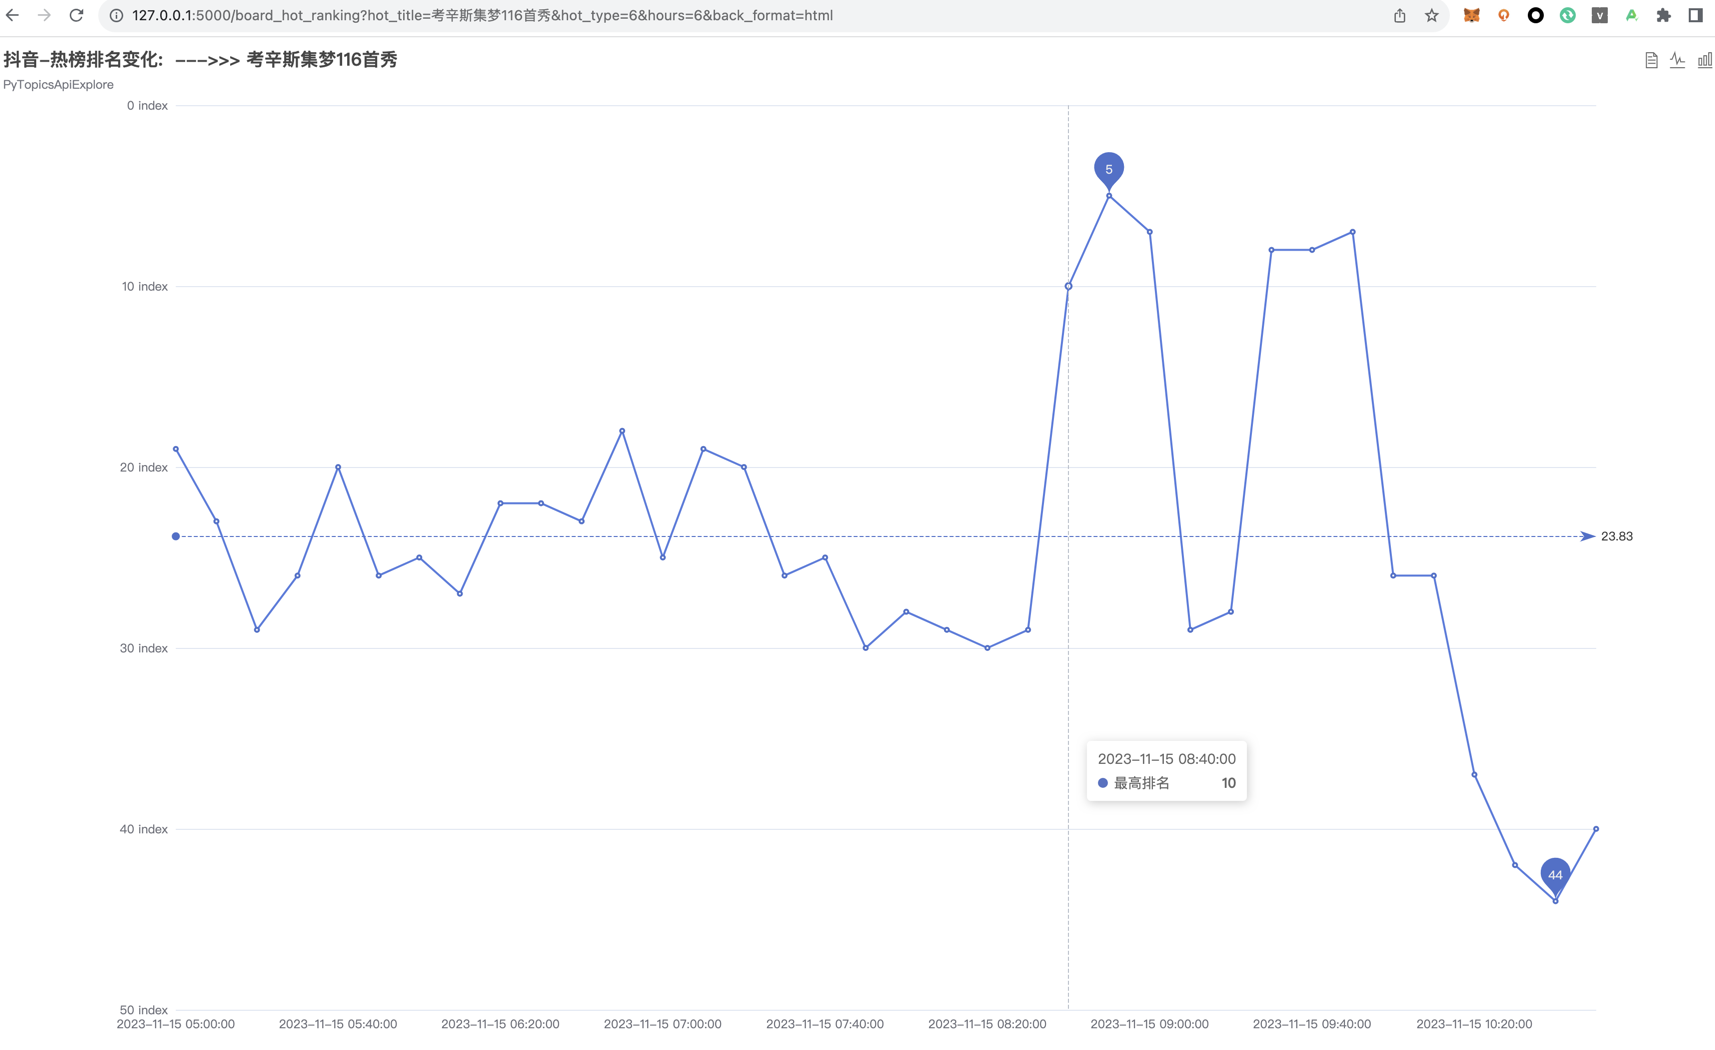 127.0.0.1:5000/board_hot_ranking?hot_title=考辛斯集梦116首秀&hot_type=6&hours=6&back_format=html
抖音-热榜排名变化: --->>> 考辛斯集梦116首秀
PyTopicsApiExplore
0 index
5
10 index
20 index
23.83
30 index
2023-11-15 08:40:00
最高排名 10
40 index
44
50 index
2023-11-15 05:00:00 2023-11-15 05:40:00 2023-11-15 06:20:00 2023-11-15 07:00:00 2023-11-15 07:40:00 2023-11-15 08:20:00 2023-11-15 09:00:00 2023-11-15 09:40:00 2023-11-15 10:20:00